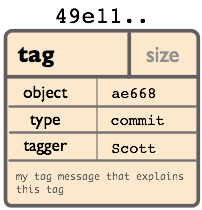 49e11..
tag size
object ae668
type commit
tagger Scott
my tag message that explains
this tag